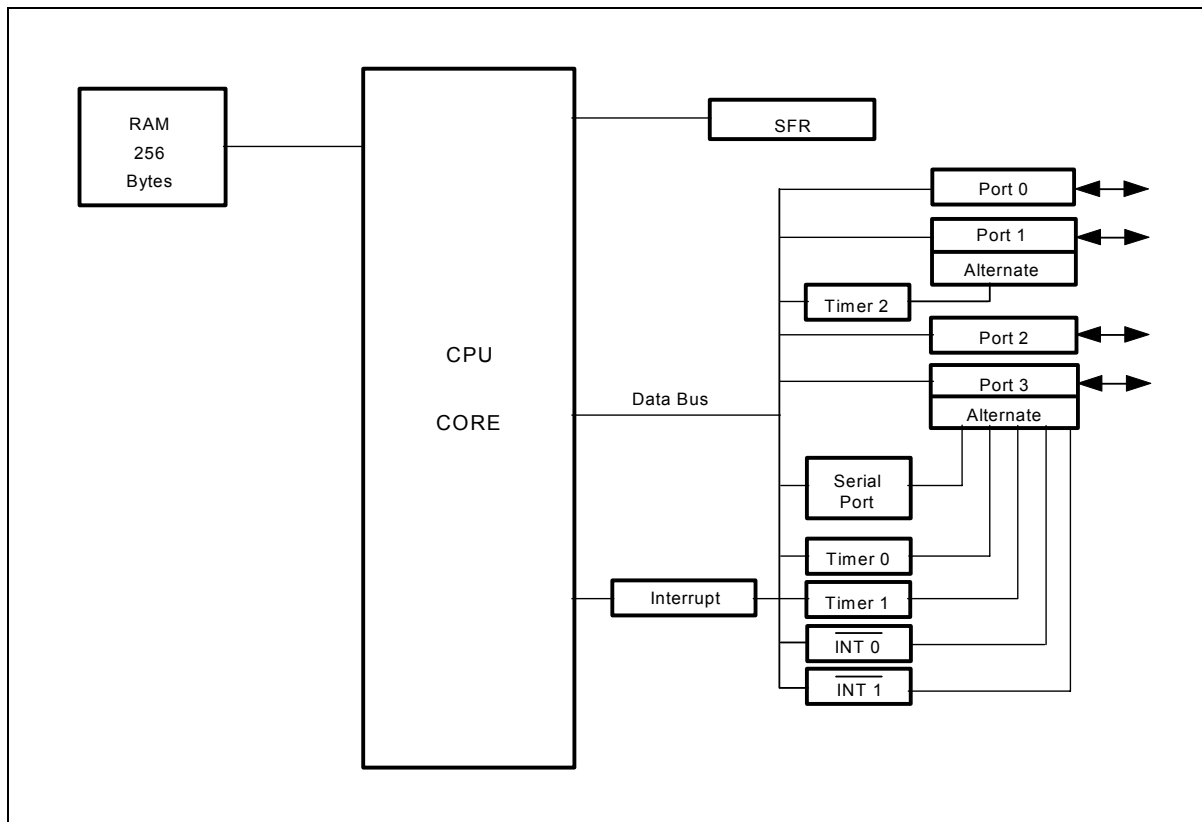 RAM
256
Bytes
CPU
CORE
SFR
Port 0
Port 1
Alternate
Timer 2
Port 2
Port 3
Alternate
Data Bus
Serial
Port
Timer 0
Interrupt
Timer 1
INT 0
INT 1